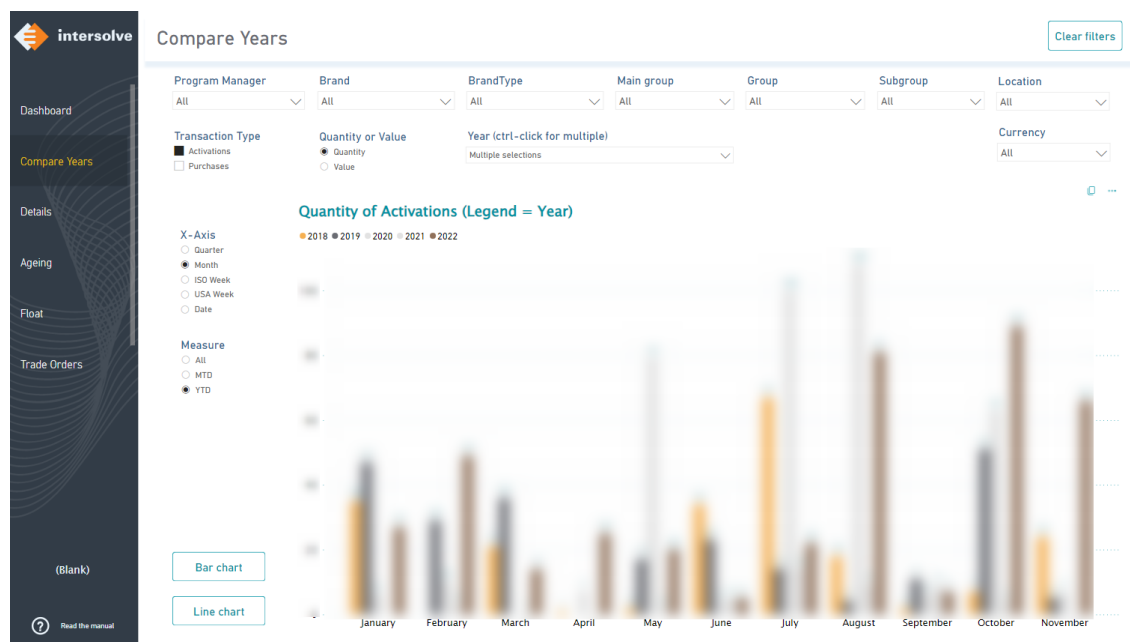 intersolve
Compare Years
Clear filters
Dashboard
Compare Years
Details
Ageing
Float
Trade Orders
(Blank)
Read the manual
Program Manager
Brand
BrandType
Main group
Group
Subgroup
Location
All
All
All
All
All
All
All
Transaction Type
Activations
Purchases
Quantity or Value
Quantity
Value
Year (ctrl-click for multiple)
Multiple selections
Currency
All
X-Axis
Quarter
Month
ISO Week
USA Week
Date
Measure
All
MTD
YTD
Bar chart
Line chart
Quantity of Activations (Legend = Year)
2018 2019 2020 2021 2022
January February March April May June July August September October November